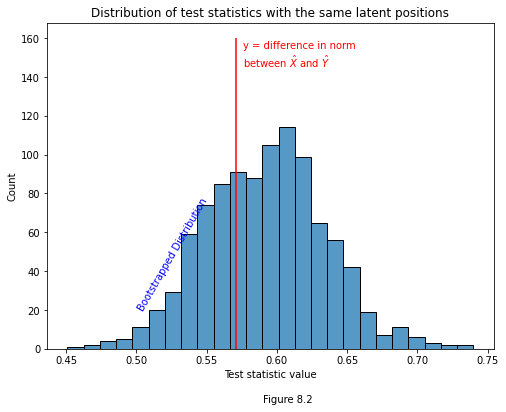 Distribution of test statistics with the same latent positions
160
140
120
100
80
60
40
20
0
Count
y = difference in norm
between X̂ and Ŷ
Bootstrapped Distribution
0.45
0.50
0.55
0.60
0.65
0.70
0.75
Test statistic value
Figure 8.2